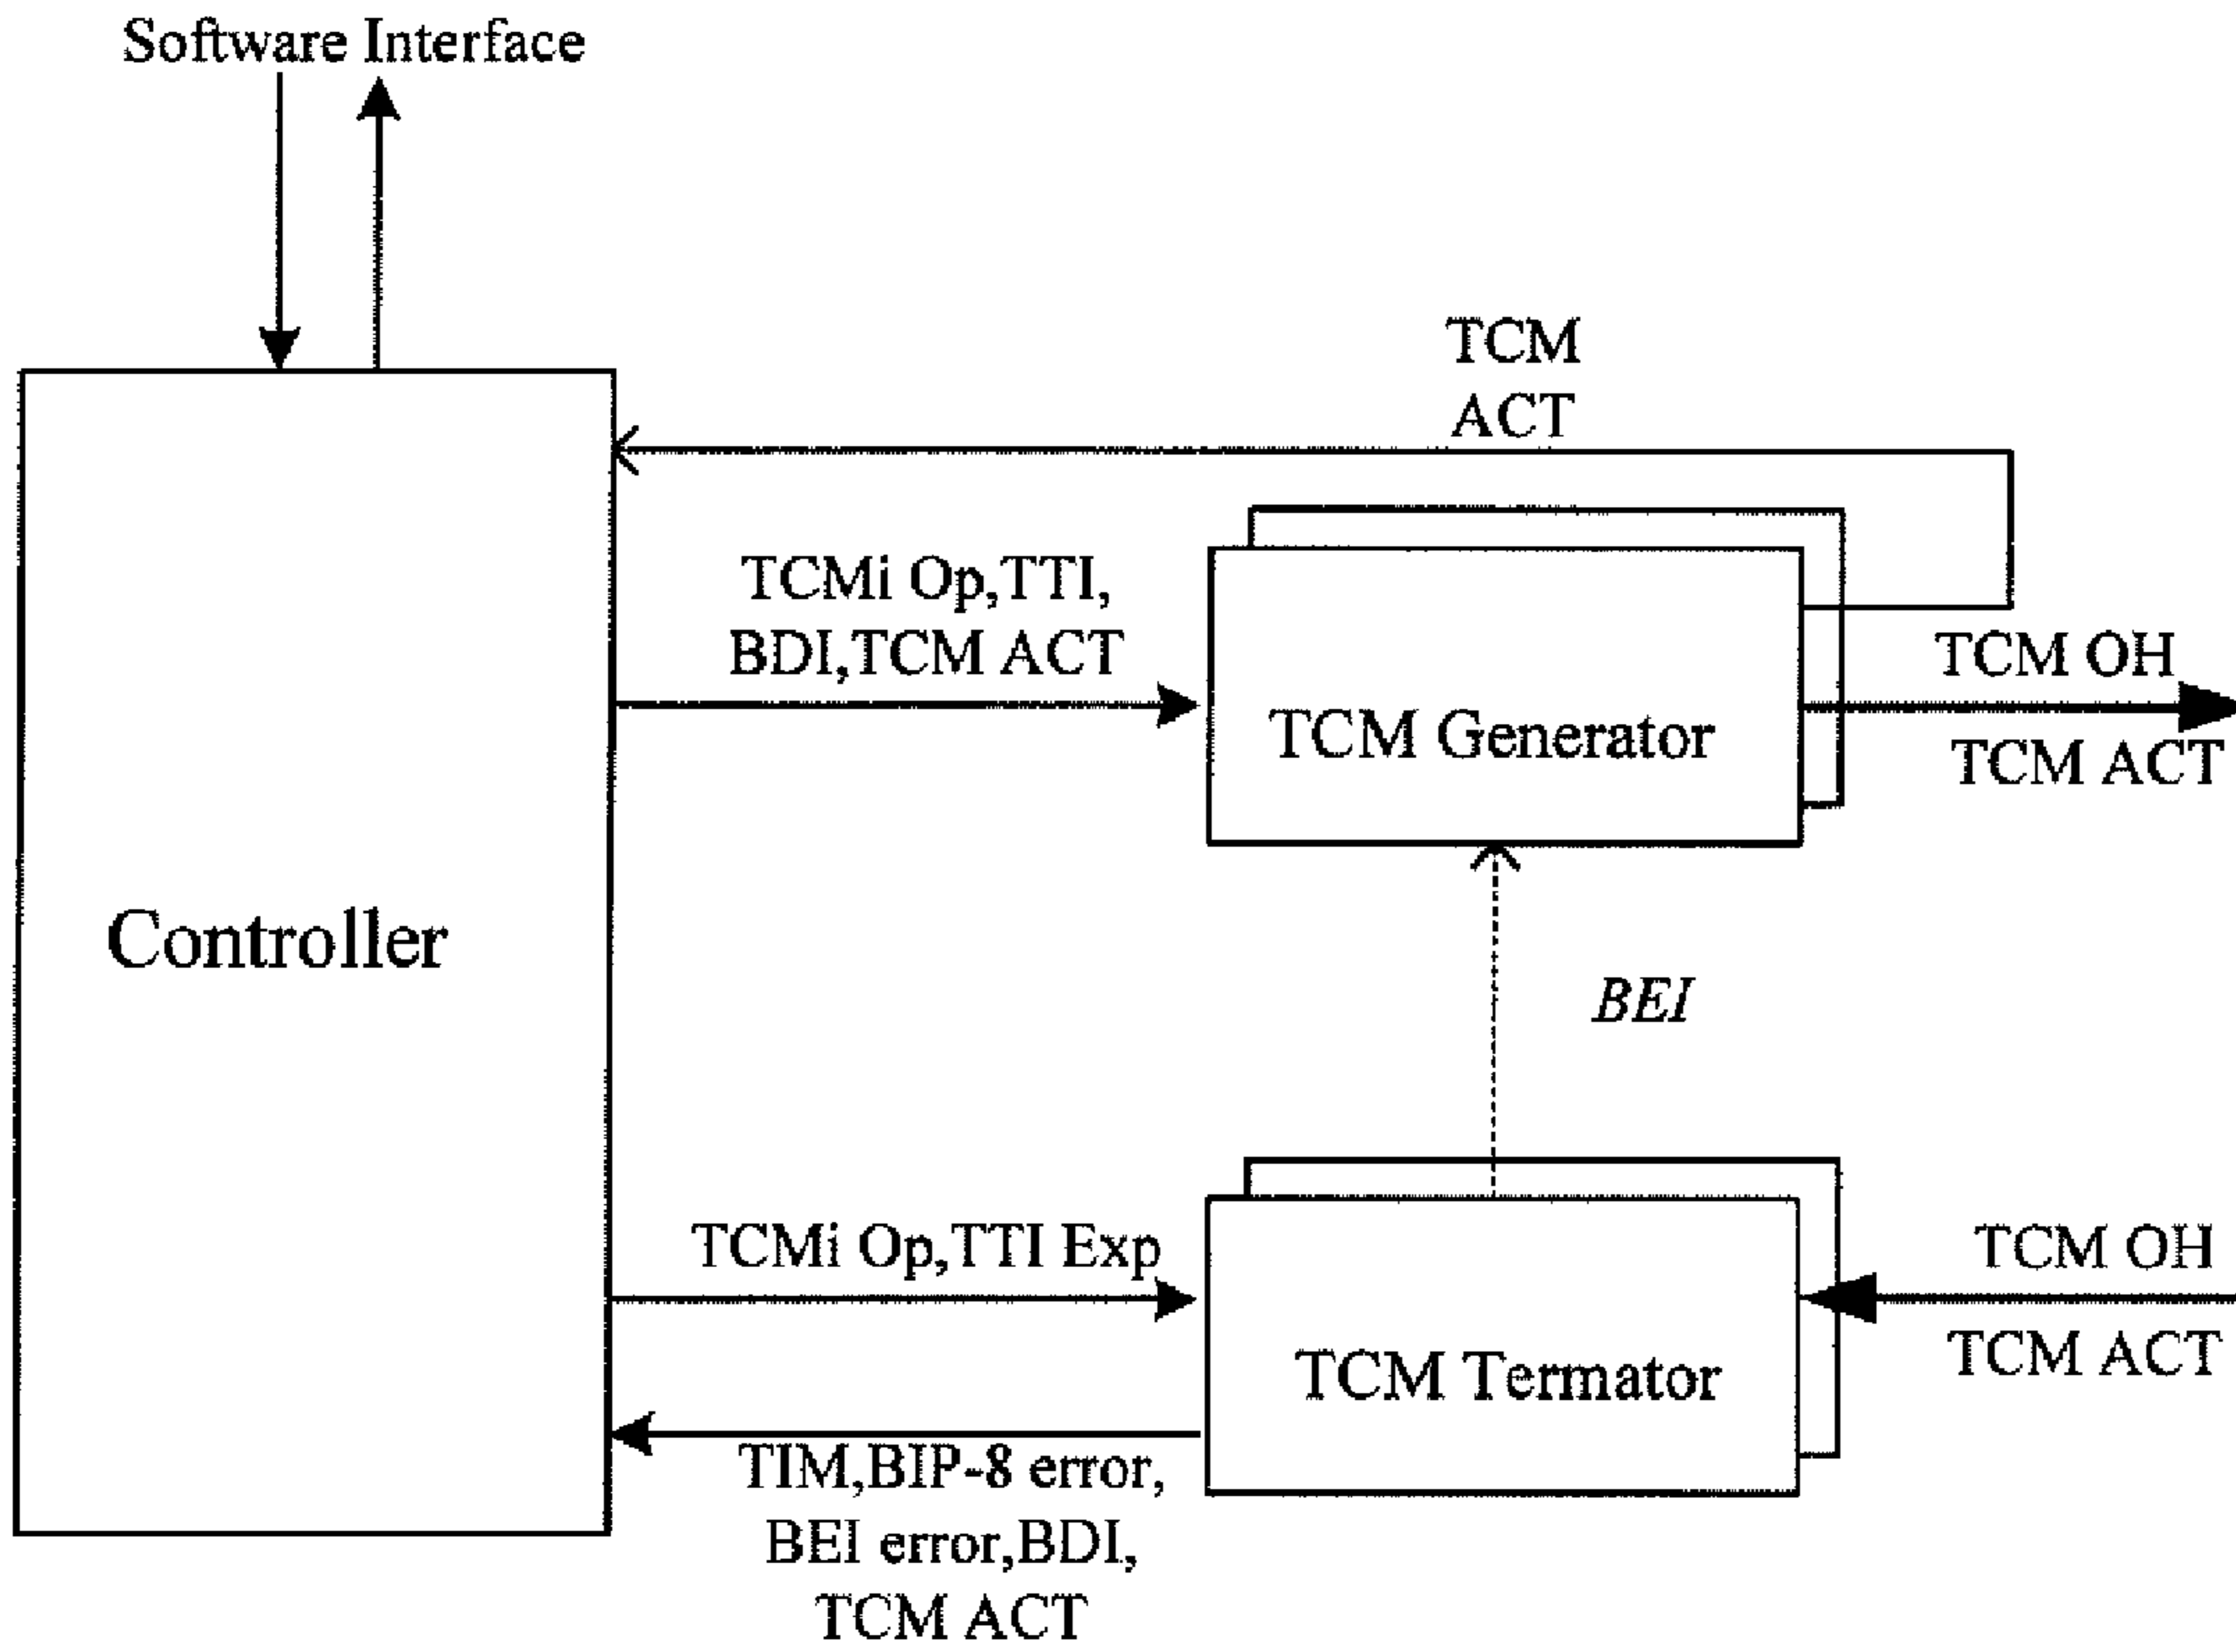 Software Interface
TCM
ACT
TCMi Op,TTI,
BDI,TCM ACT
TCM Generator
TCM OH
TCM ACT
Controller
BEI
TCMi Op,TTI Exp
TCM Termator
TCM OH
TCM ACT
TIM,BIP-8 error,
BEI error,BDI,
TCM ACT